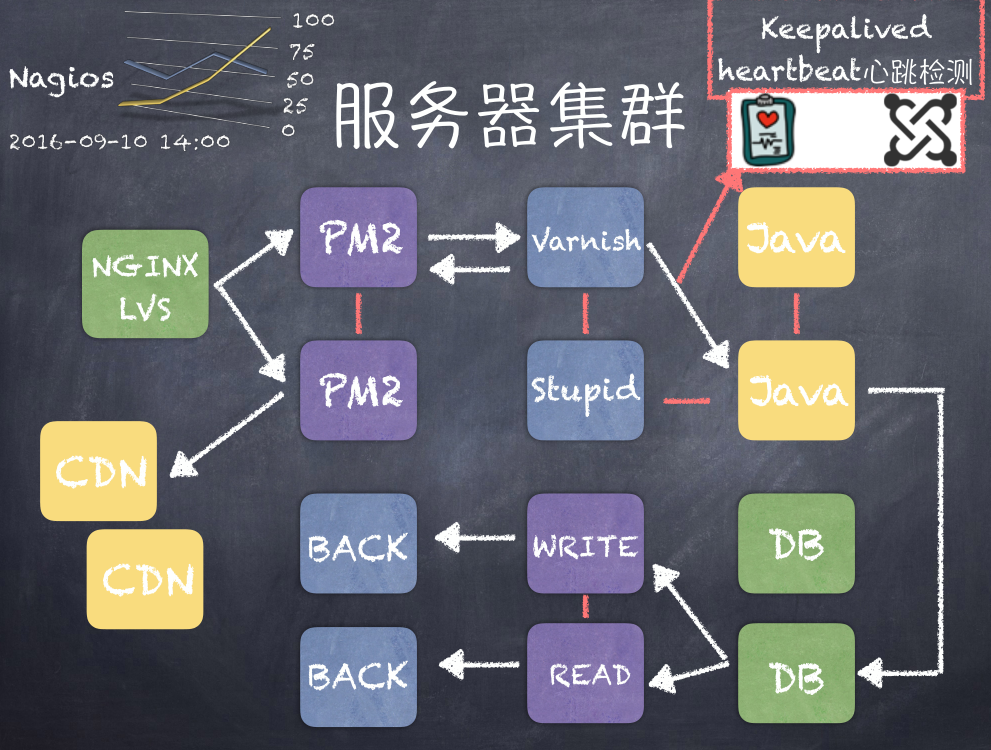 Nagios
100
75
50
25
0
2016-09-10 14:00
服务器集群
Keepalived
heartbeat心跳检测
NGINX
LVS
PM2
Varnish
Java
PM2
Stupid
Java
CDN
CDN
BACK
WRITE
DB
BACK
READ
DB